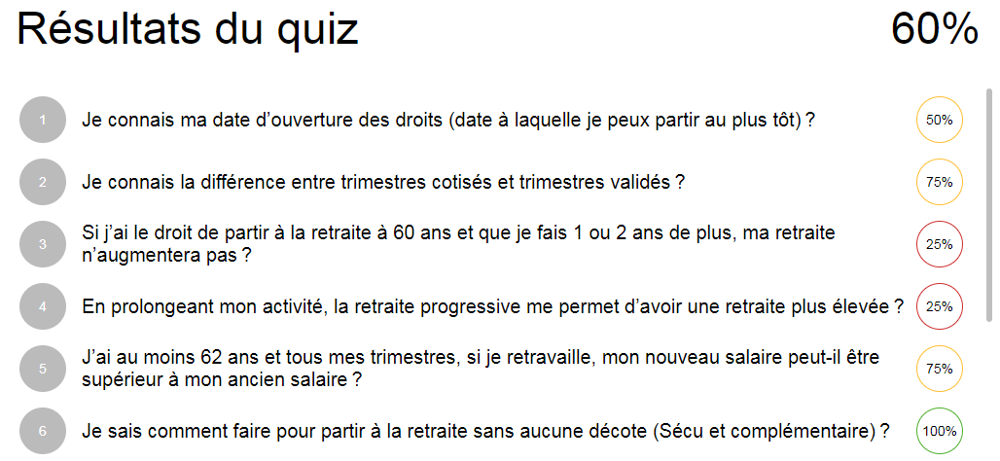 Résultats du quiz 60%
1 Je connais ma date d’ouverture des droits (date à laquelle je peux partir au plus tôt) ? 50%
2 Je connais la différence entre trimestres cotisés et trimestres validés ? 75%
3 Si j’ai le droit de partir à la retraite à 60 ans et que je fais 1 ou 2 ans de plus, ma retraite
n’augmentera pas ? 25%
4 En prolongeant mon activité, la retraite progressive me permet d’avoir une retraite plus élevée ? 25%
5 J’ai au moins 62 ans et tous mes trimestres, si je retravaille, mon nouveau salaire peut-il être
supérieur à mon ancien salaire ? 75%
6 Je sais comment faire pour partir à la retraite sans aucune décote (Sécu et complémentaire) ? 100%